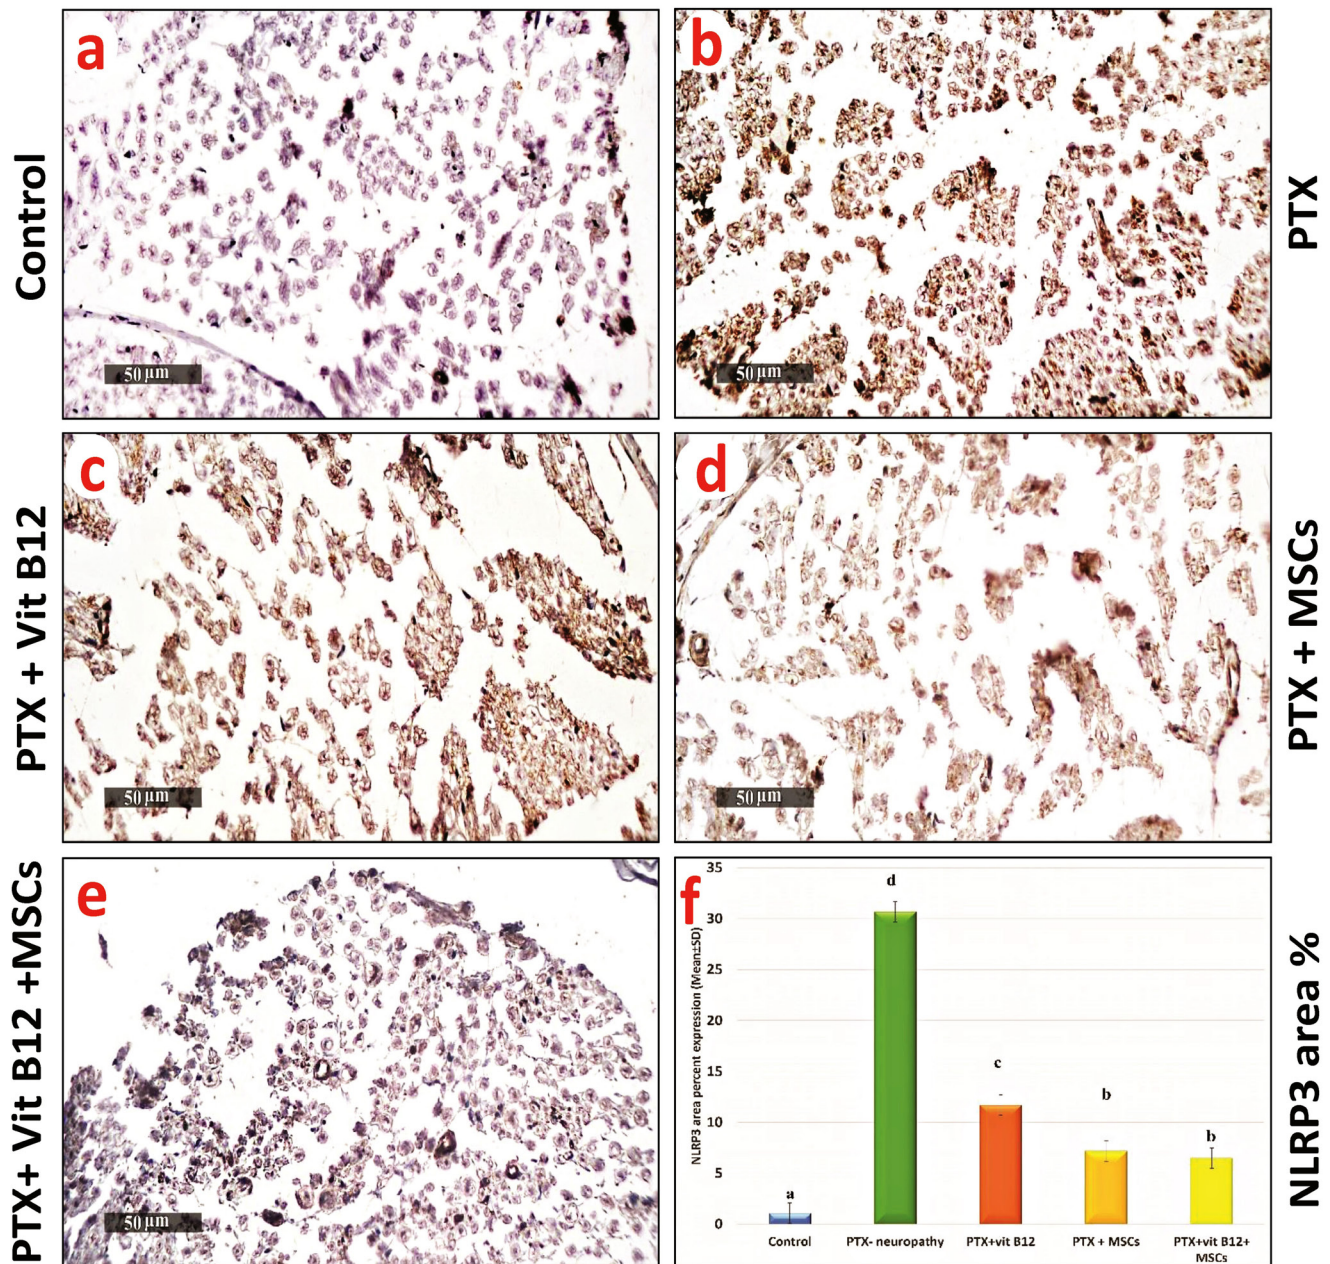 a
b
Control
PTX
50 µm
50 µm
c
d
PTX + Vit B12
PTX + MSCs
50 µm
50 µm
e
f
PTX+ Vit B12 +MSCs
NLRP3 area %
50 µm
NLRP3 area percent expression (Mean±SD)
35
30
25
20
15
10
5
0
a
d
c
b
b
Control
PTX- neuropathy
PTX+vit B12
PTX + MSCs
PTX+vit B12+
MSCs